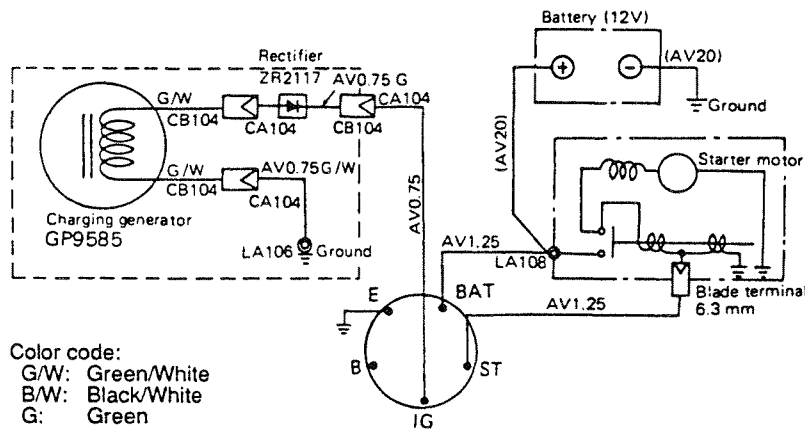 Battery (12V)
(AV20)
Ground
Rectifier
ZR2117
AV0.75 G
G/W
CB104
CA104
CB104
CA104
G/W
CB104
AV0.75G/W
CA104
Charging generator
GP9585
LA106
Ground
(AV20)
AV0.75
Starter motor
AV1.25
LA108
Blade terminal
6.3 mm
AV1.25
E
BAT
B
ST
IG
Color code:
G/W: Green/White
B/W: Black/White
G: Green